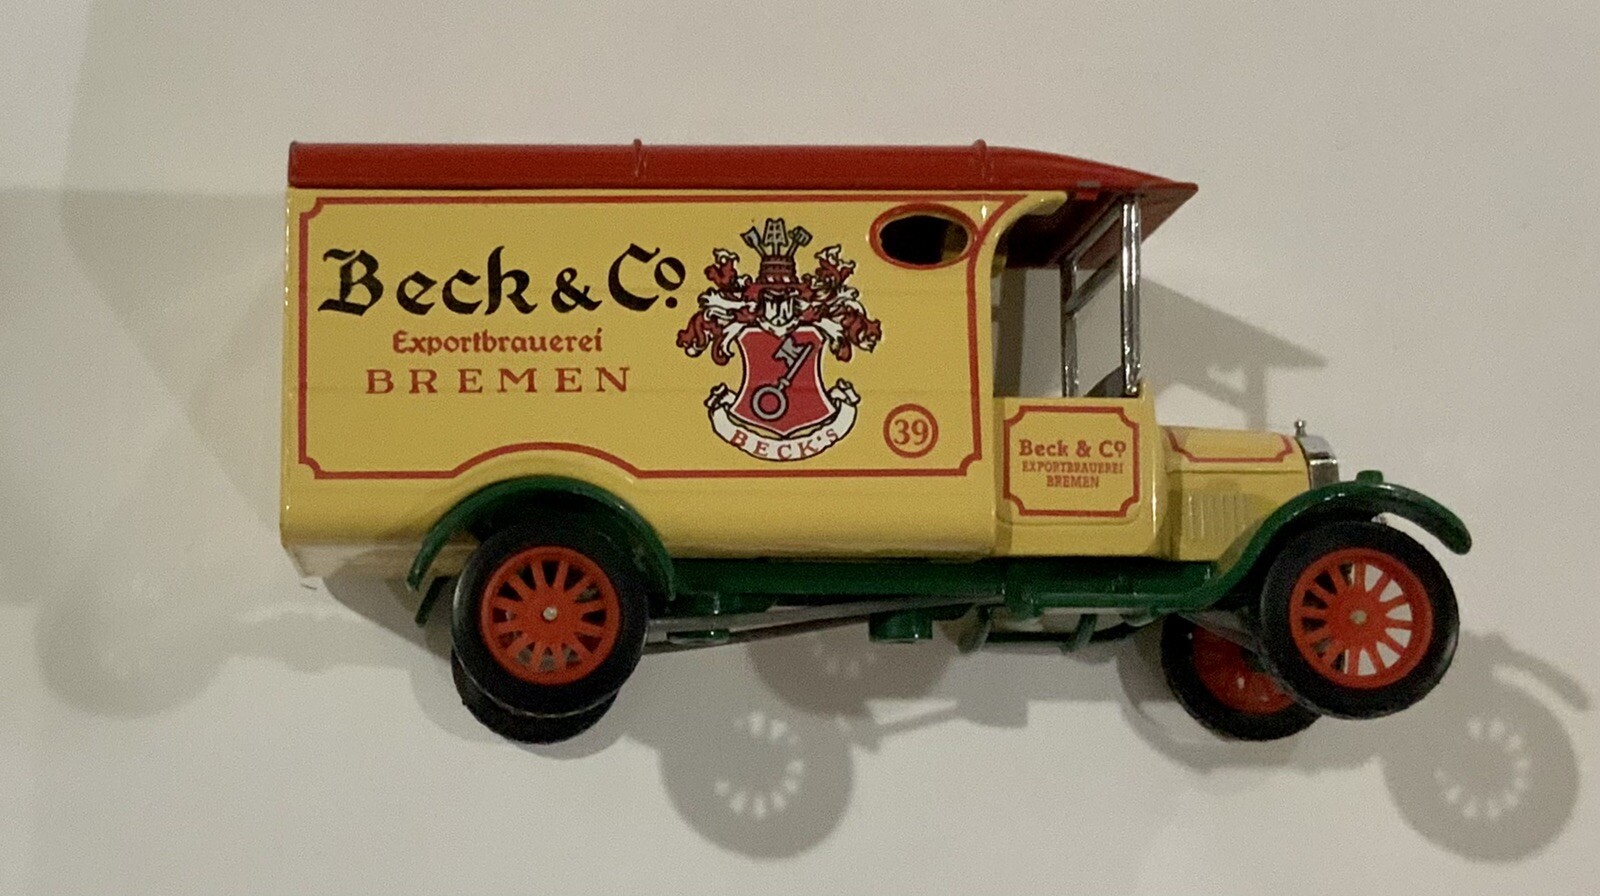 Beck & Co.
Exportbrauerei
BREMEN
BECK'S
39
Beck & Co.
EXPORTBRAUEREI
BREMEN